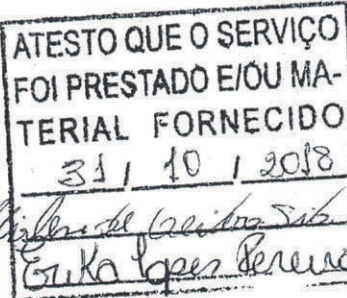 ATESTO QUE O SERVIÇO
FOI PRESTADO E/OU MA-
TERIAL FORNECIDO
31 / 10 / 2018
Erika Lopes Pereira